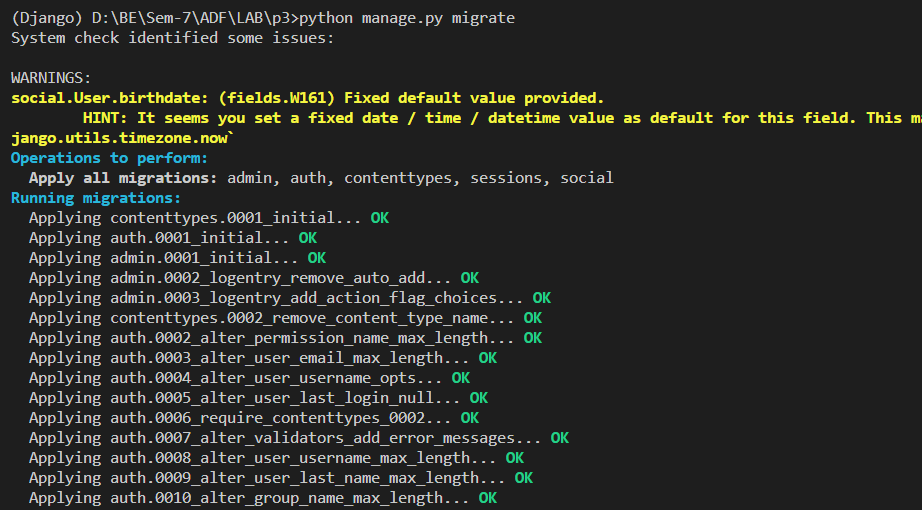 (Django) D:\BE\Sem-7\ADF\LAB\p3>python manage.py migrate
System check identified some issues:
WARNINGS:
social.User.birthdate: (fields.W161) Fixed default value provided.
HINT: It seems you set a fixed date / time / datetime value as default for this field. This
jango.utils.timezone.now`
Operations to perform:
Apply all migrations: admin, auth, contenttypes, sessions, social
Running migrations:
Applying contenttypes.0001_initial... OK
Applying auth.0001_initial... OK
Applying admin.0001_initial... OK
Applying admin.0002_logentry_remove_auto_add... OK
Applying admin.0003_logentry_add_action_flag_choices... OK
Applying contenttypes.0002_remove_content_type_name... OK
Applying auth.0002_alter_permission_name_max_length... OK
Applying auth.0003_alter_user_email_max_length... OK
Applying auth.0004_alter_user_username_opts... OK
Applying auth.0005_alter_user_last_login_null... OK
Applying auth.0006_require_contenttypes_0002... OK
Applying auth.0007_alter_validators_add_error_messages... OK
Applying auth.0008_alter_user_username_max_length... OK
Applying auth.0009_alter_user_last_name_max_length... OK
Applying auth.0010_alter_group_name_max_length... OK